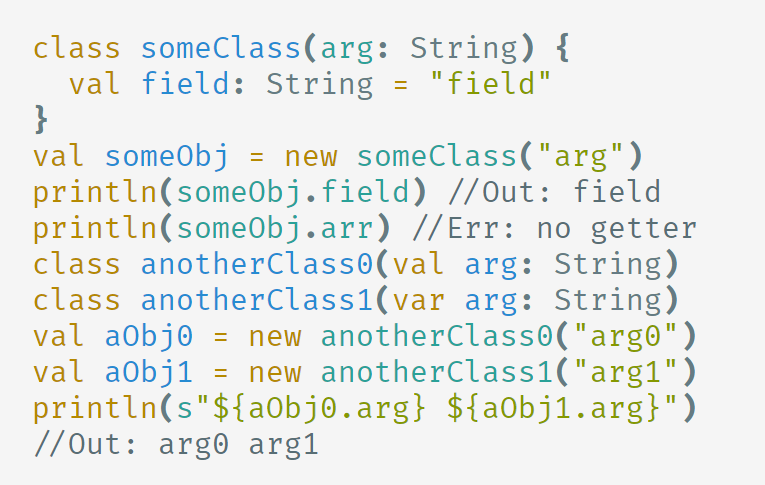 class someClass(arg: String) {
  val field: String = "field"
}
val someObj = new someClass("arg")
println(someObj.field) //Out: field
println(someObj.arr) //Err: no getter
class anotherClass0(val arg: String)
class anotherClass1(var arg: String)
val aObj0 = new anotherClass0("arg0")
val aObj1 = new anotherClass1("arg1")
println(s"${aObj0.arg} ${aObj1.arg}")
//Out: arg0 arg1